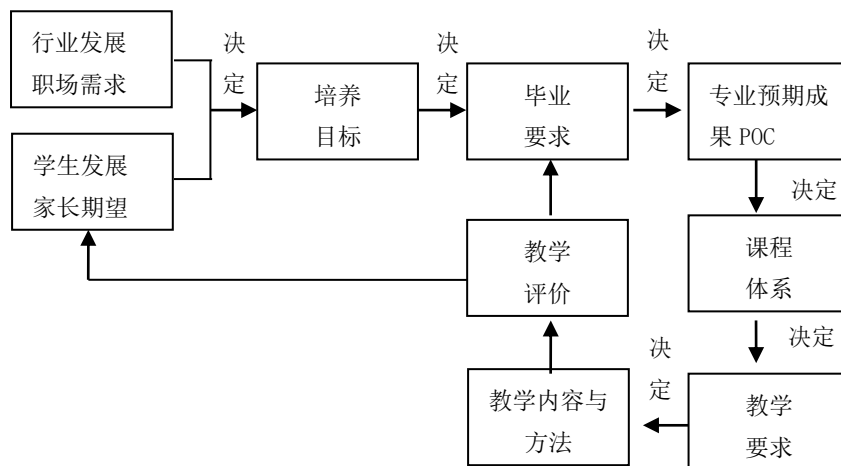 行业发展
职场需求
决
定
培养
目标
决
定
毕业
要求
决
定
专业预期成
果 POC
学生发展
家长期望
决定
课程
体系
教学
评价
决定
教学
要求
决
定
教学内容与
方法